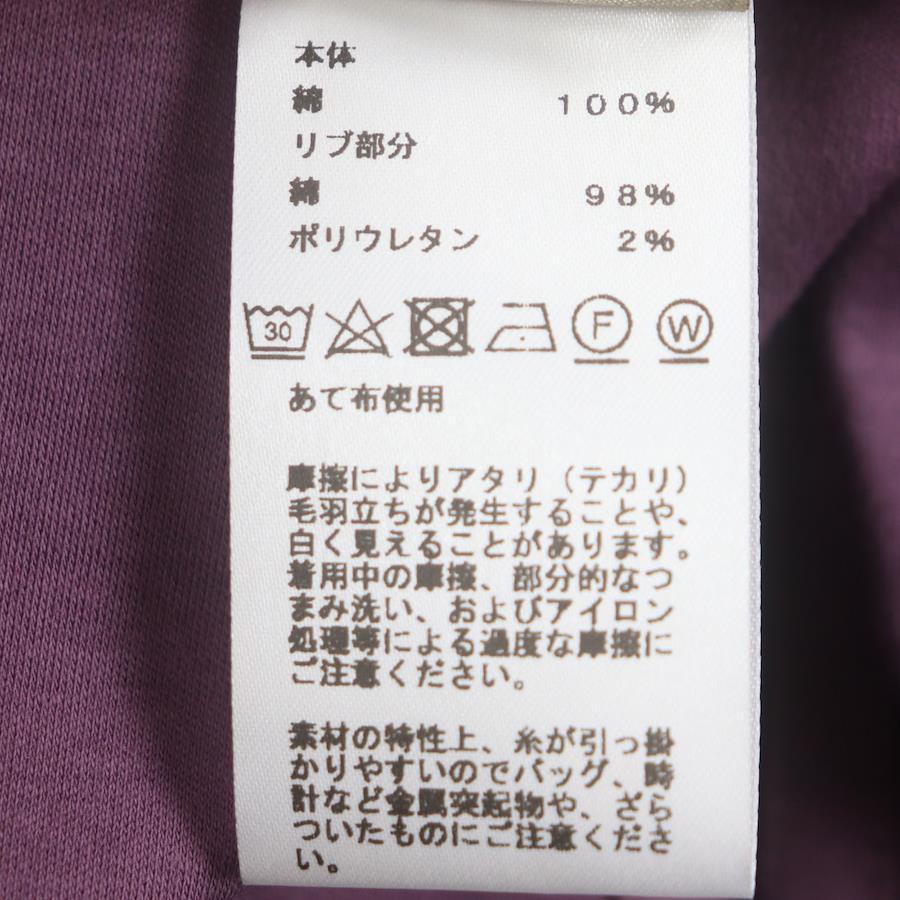 本体
綿 100%
リブ部分
綿 98%
ポリウレタン 2%
30 F W
あて布使用
摩擦によりアタリ（テカリ）
毛羽立ちが発生することや、
白く見えることがあります。
着用中の摩擦、部分的なつ
まみ洗い、およびアイロン
処理等による過度な摩擦に
ご注意ください。
素材の特性上、糸が引っ掛
かりやすいのでバッグ、時
計など金属突起物や、ざら
ついたものにご注意くださ
い。